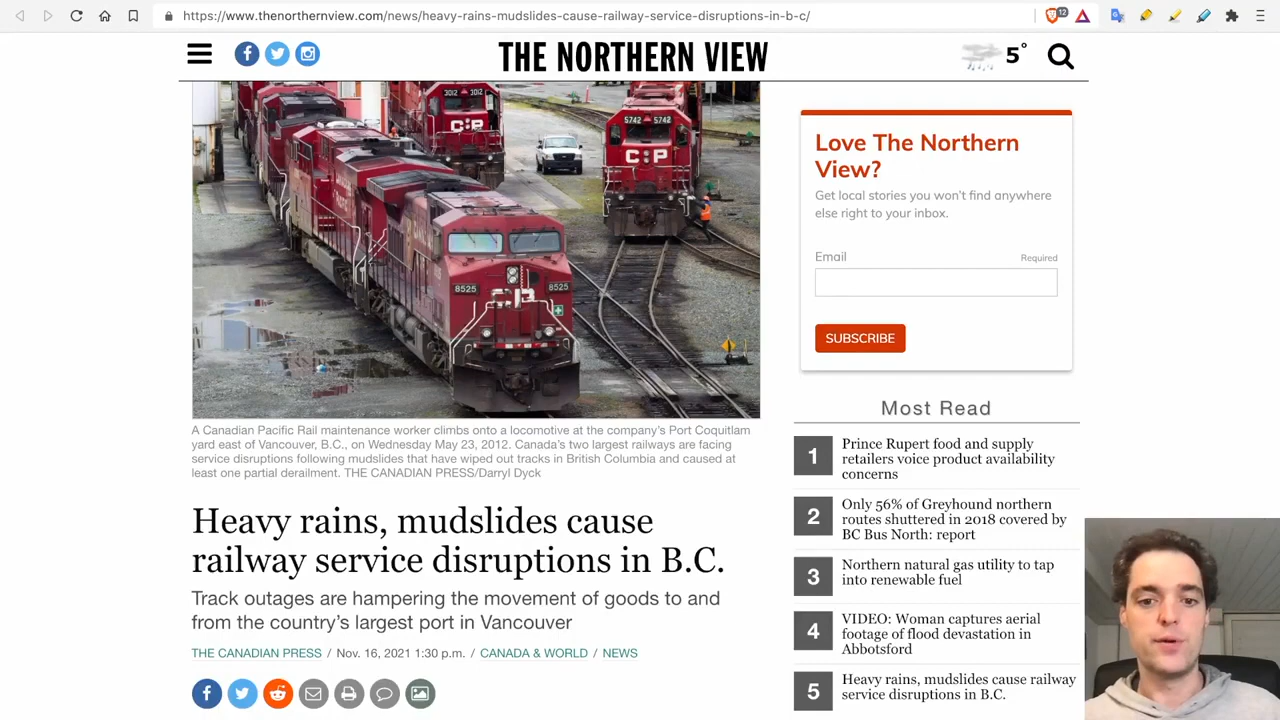 https://www.thenorthernview.com/news/heavy-rains-mudslides-cause-railway-service-disruptions-in-b-c/
12
THE NORTHERN VIEW
5°
3012
CP
5742 5742
CP
8525
8525
CP
A Canadian Pacific Rail maintenance worker climbs onto a locomotive at the company's Port Coquitlam
yard east of Vancouver, B.C., on Wednesday May 23, 2012. Canada's two largest railways are facing
service disruptions following mudslides that have wiped out tracks in British Columbia and caused at
least one partial derailment. THE CANADIAN PRESS/Darryl Dyck
Heavy rains, mudslides cause
railway service disruptions in B.C.
Track outages are hampering the movement of goods to and
from the country's largest port in Vancouver
THE CANADIAN PRESS / Nov. 16, 2021 1:30 p.m. / CANADA & WORLD / NEWS
Love The Northern
View?
Get local stories you won't find anywhere
else right to your inbox.
Email
Required
SUBSCRIBE
Most Read
1
Prince Rupert food and supply
retailers voice product availability
concerns
2
Only 56% of Greyhound northern
routes shuttered in 2018 covered by
BC Bus North: report
3
Northern natural gas utility to tap
into renewable fuel
4
VIDEO: Woman captures aerial
footage of flood devastation in
Abbotsford
5
Heavy rains, mudslides cause railway
service disruptions in B.C.